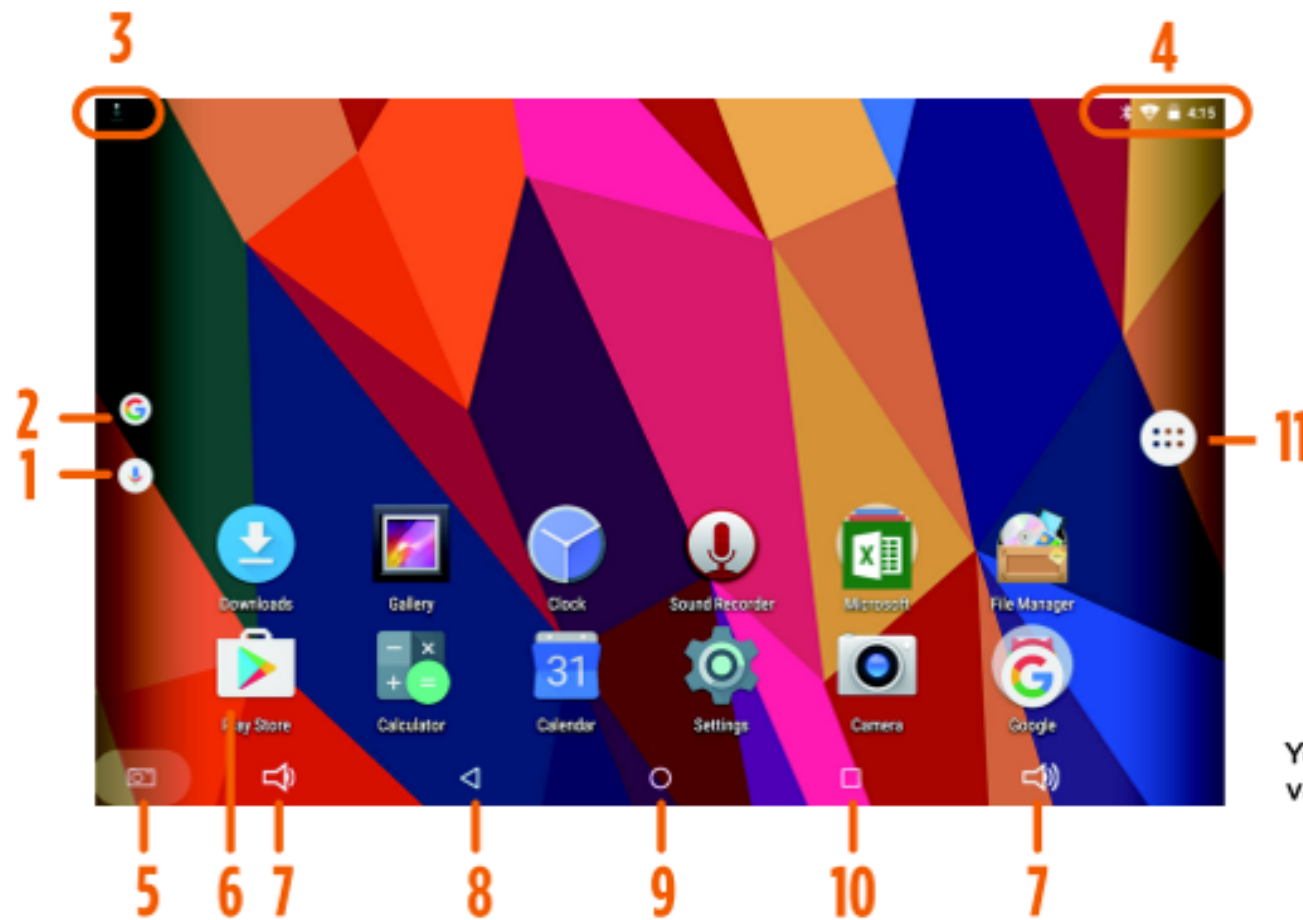 3 4
4:15
2
1
11
Downloads Gallery Clock Sound Recorder Microsoft File Manager
31
Play Store Calculator Calendar Settings Camera Google
5 6 7 8 9 10 7